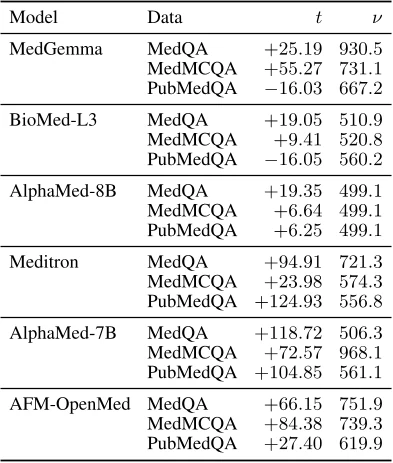 Model Data t ν
MedGemma MedQA +25.19 930.5
MedMCQA +55.27 731.1
PubMedQA −16.03 667.2
BioMed-L3 MedQA +19.05 510.9
MedMCQA +9.41 520.8
PubMedQA −16.05 560.2
AlphaMed-8B MedQA +19.35 499.1
MedMCQA +6.64 499.1
PubMedQA +6.25 499.1
Meditron MedQA +94.91 721.3
MedMCQA +23.98 574.3
PubMedQA +124.93 556.8
AlphaMed-7B MedQA +118.72 506.3
MedMCQA +72.57 968.1
PubMedQA +104.85 561.1
AFM-OpenMed MedQA +66.15 751.9
MedMCQA +84.38 739.3
PubMedQA +27.40 619.9